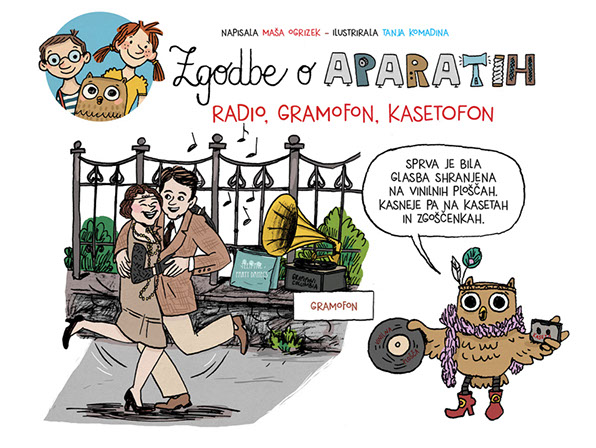 NAPISALA MAŠA OGRIZEK – ILUSTRIRALA TANJA KOMADINA
Zgodbe o APARATIH
RADIO, GRAMOFON, KASETOFON
SPRVA JE BILA
GLASBA SHRANJENA
NA VINILNIH PLOŠČAH.
KASNEJE PA NA KASETAH
IN ZGOŠČENKAH.
GRAMOFON